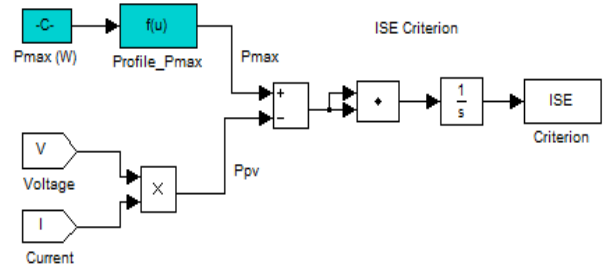 -C-
f(u)
ISE Criterion
Pmax (W)
Profile_Pmax
Pmax
+
−
1
s
ISE
Criterion
V
Voltage
×
Ppv
I
Current